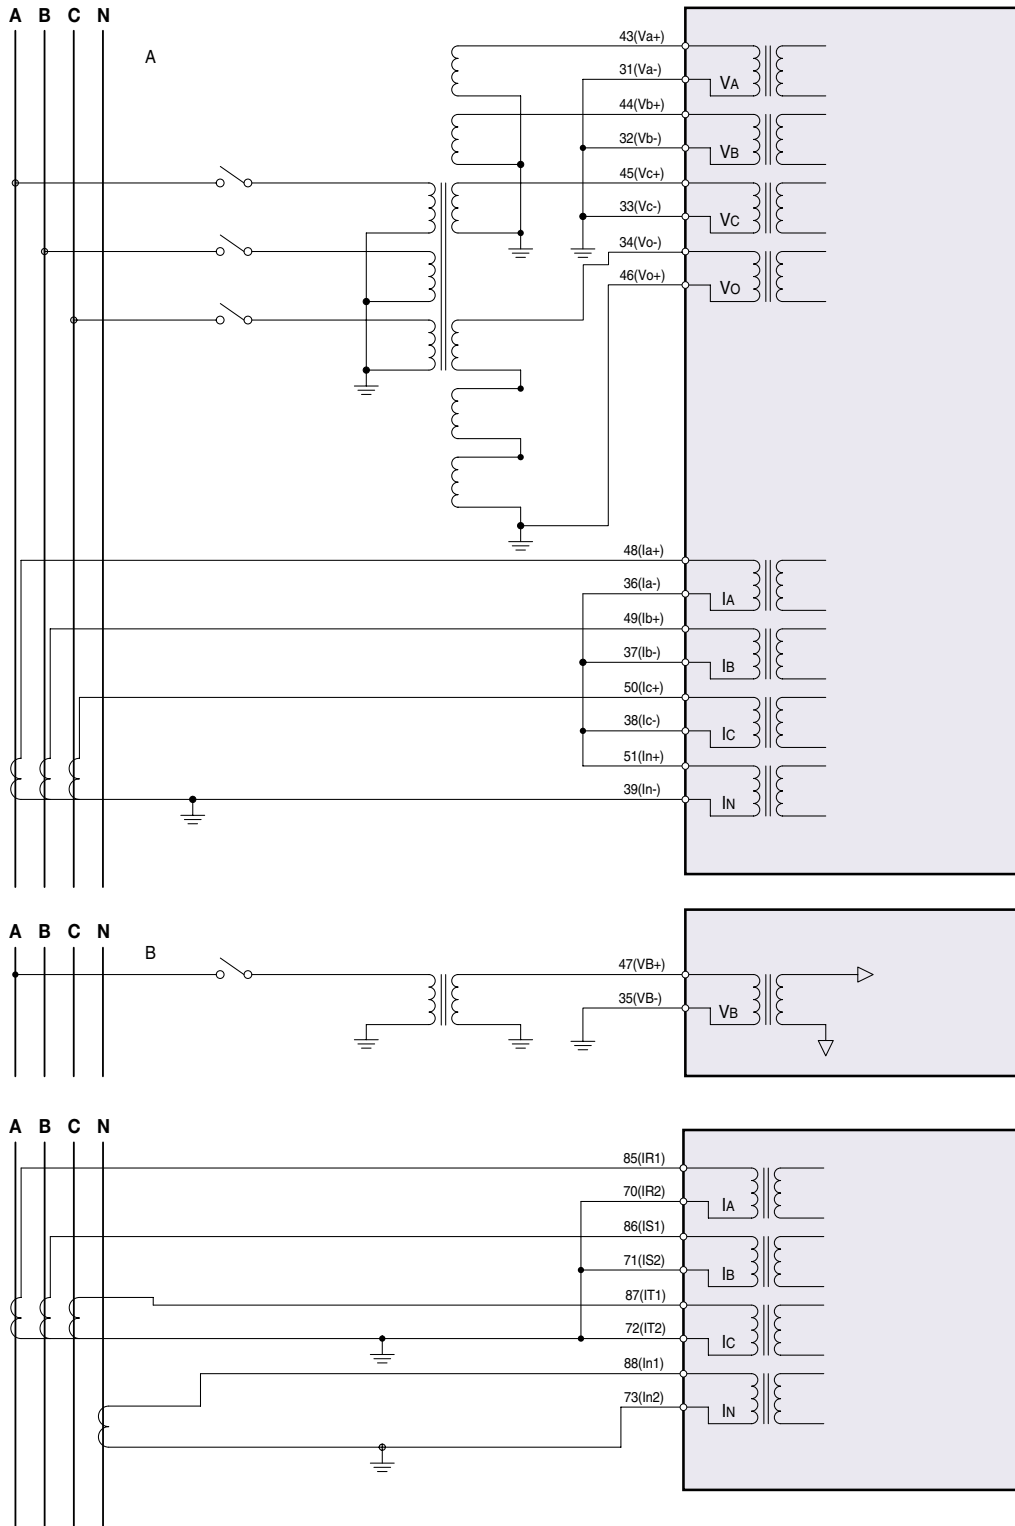 A B C N
A
43(Va+)
31(Va-)
VA
44(Vb+)
32(Vb-)
VB
45(Vc+)
33(Vc-)
VC
34(Vo-)
46(Vo+)
VO
48(Ia+)
36(Ia-)
IA
49(Ib+)
37(Ib-)
IB
50(Ic+)
38(Ic-)
IC
51(In+)
39(In-)
IN
A B C N
B
47(VB+)
35(VB-)
VB
A B C N
85(IR1)
70(IR2)
IA
86(IS1)
71(IS2)
IB
87(IT1)
72(IT2)
IC
88(In1)
73(In2)
IN